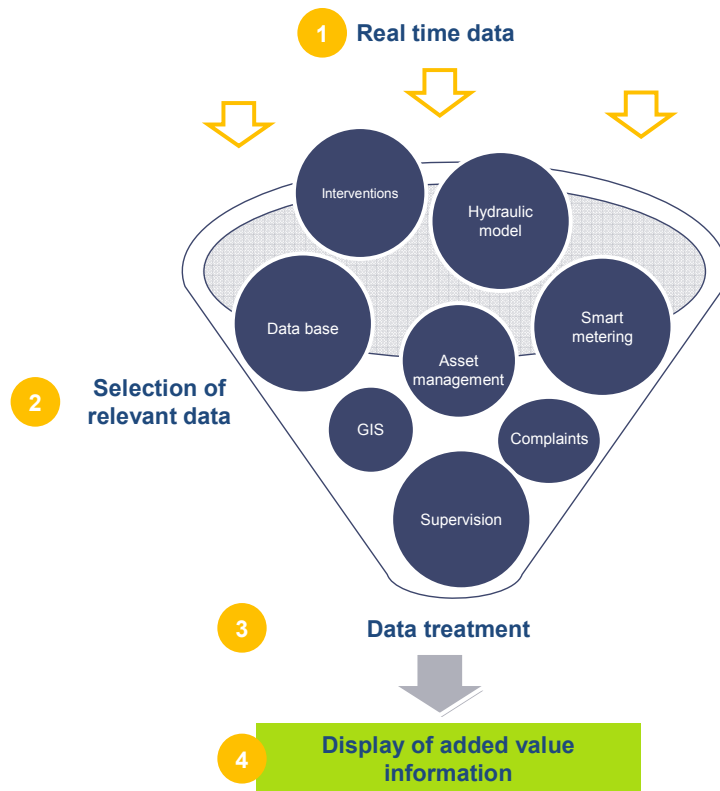 1 Real time data
Interventions
Hydraulic
model
Data base
Smart
metering
Asset
management
2 Selection of
relevant data
GIS
Complaints
Supervision
3 Data treatment
4 Display of added value
information